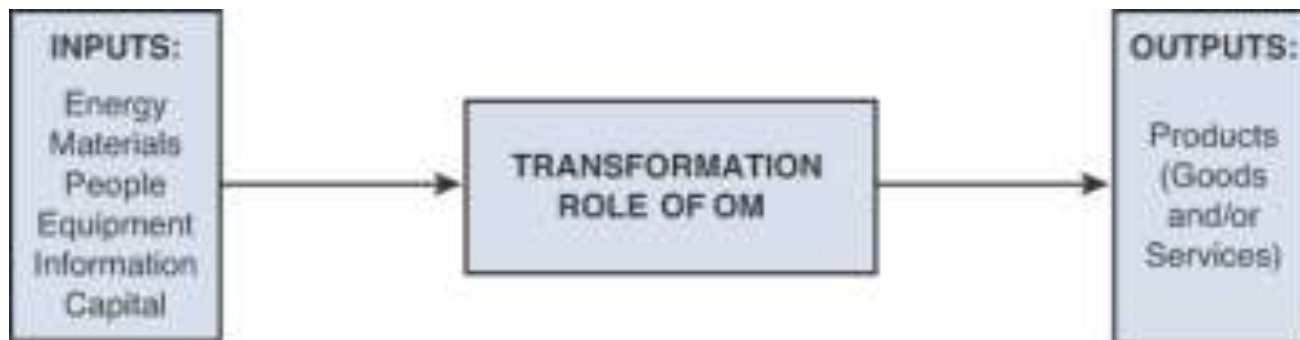 INPUTS:
Energy
Materials
People
Equipment
Information
Capital
TRANSFORMATION
ROLE OF OM
OUTPUTS:
Products
(Goods
and/or
Services)